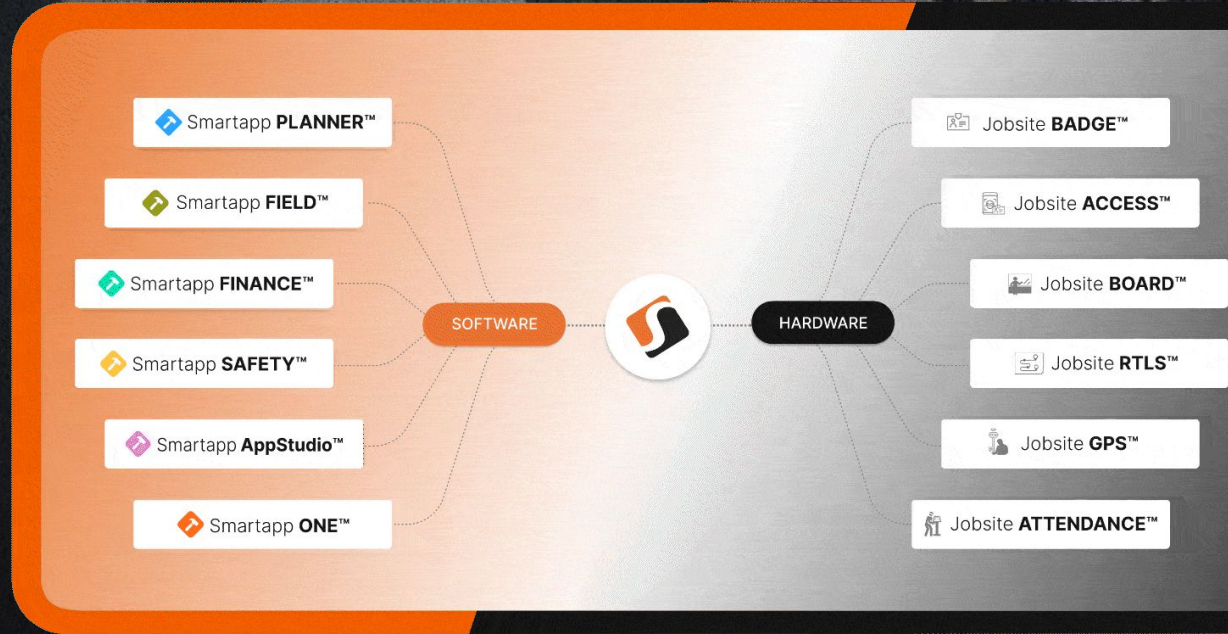 Smartapp PLANNER™
Smartapp FIELD™
Smartapp FINANCE™
Smartapp SAFETY™
Smartapp AppStudio™
Smartapp ONE™
SOFTWARE
HARDWARE
Jobsite BADGE™
Jobsite ACCESS™
Jobsite BOARD™
Jobsite RTLS™
Jobsite GPS™
Jobsite ATTENDANCE™